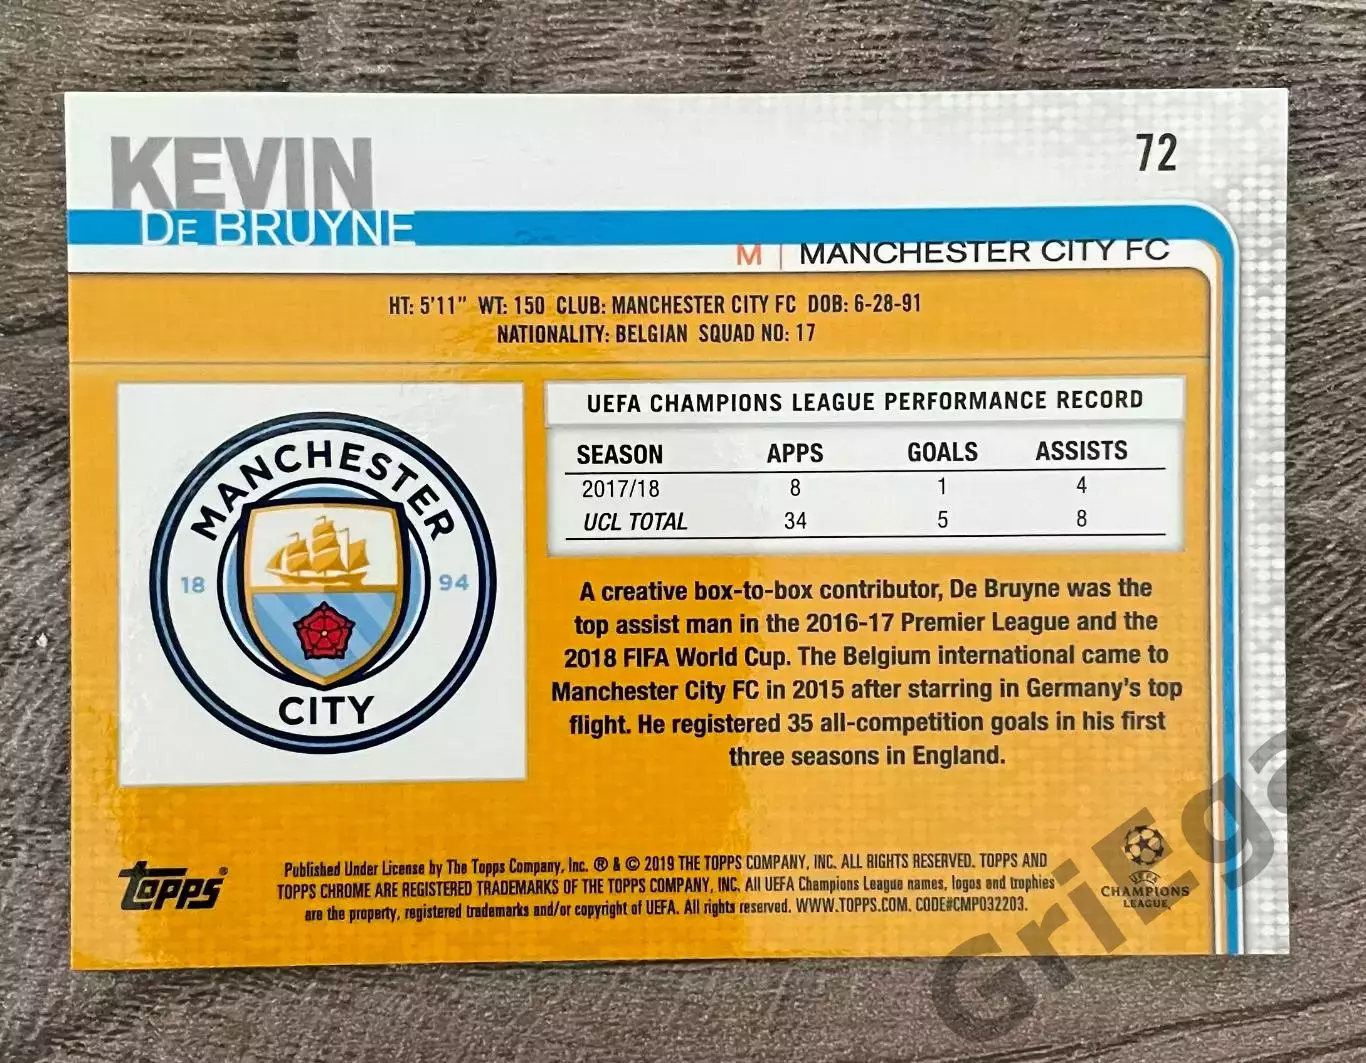 KEVIN
72
DE BRUYNE
M | MANCHESTER CITY FC
HT: 5'11" WT: 150 CLUB: MANCHESTER CITY FC DOB: 6-28-91
NATIONALITY: BELGIAN SQUAD NO: 17
MANCHESTER
18 94
CITY
UEFA CHAMPIONS LEAGUE PERFORMANCE RECORD
SEASON APPS GOALS ASSISTS
2017/18 8 1 4
UCL TOTAL 34 5 8
A creative box-to-box contributor, De Bruyne was the
top assist man in the 2016-17 Premier League and the
2018 FIFA World Cup. The Belgium international came to
Manchester City FC in 2015 after starring in Germany's top
flight. He registered 35 all-competition goals in his first
three seasons in England.
TOPPS®
Published Under License by The Topps Company, Inc. ® & © 2019 THE TOPPS COMPANY, INC. ALL RIGHTS RESERVED. TOPPS AND
TOPPS CHROME ARE REGISTERED TRADEMARKS OF THE TOPPS COMPANY, INC. All UEFA Champions League names, logos and trophies
are the property, registered trademarks and/or copyright of UEFA. All rights reserved. WWW.TOPPS.COM. CODE#CMP032203.
UEFA
CHAMPIONS
LEAGUE
GriEga